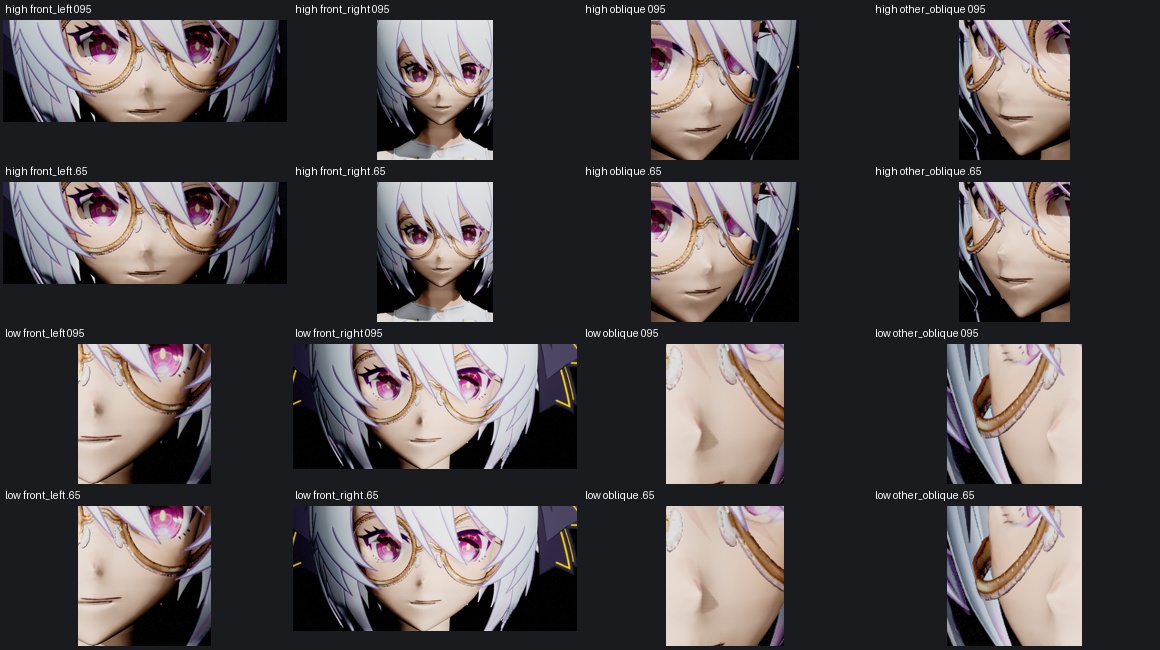 high front_left 095
high front_right 095
high oblique 095
high other_oblique 095
high front_left .65
high front_right .65
high oblique .65
high other_oblique .65
low front_left 095
low front_right 095
low oblique 095
low other_oblique 095
low front_left .65
low front_right .65
low oblique .65
low other_oblique .65